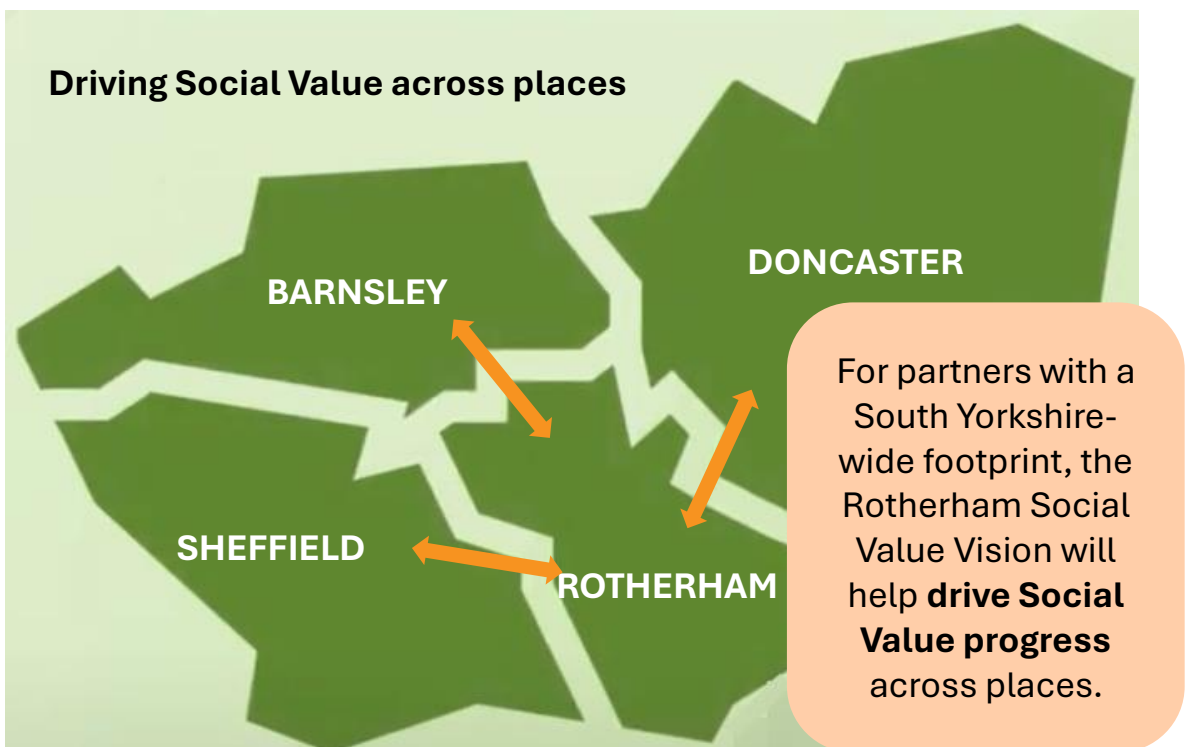 Driving Social Value across places
DONCASTER
BARNSLEY
SHEFFIELD
ROTHERHAM
For partners with a
South Yorkshire-
wide footprint, the
Rotherham Social
Value Vision will
help drive Social
Value progress
across places.